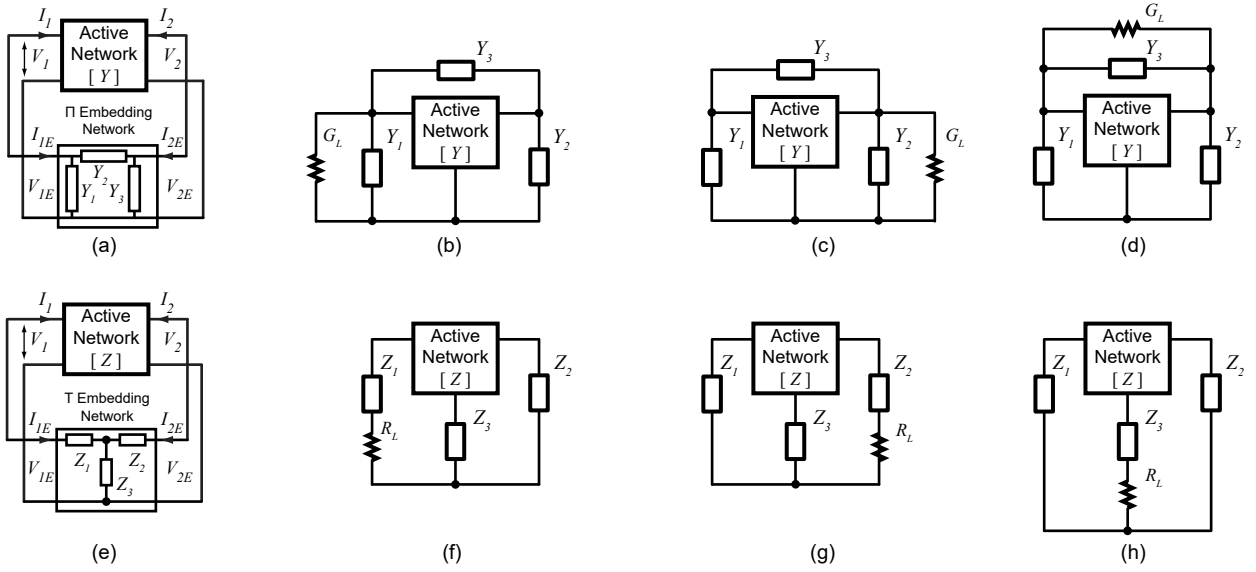 I1 I2
Active
Network
[ Y ]
V1 V2
Π Embedding
Network
I1E I2E
Y2
Y1 Y3
V1E V2E
(a)
Y3
Active
Network
[ Y ]
GL Y1 Y2
(b)
Y3
Active
Network
[ Y ]
Y1 Y2 GL
(c)
GL
Y3
Active
Network
[ Y ]
Y1 Y2
(d)
I1 I2
Active
Network
[ Z ]
V1 V2
T Embedding
Network
I1E I2E
Z1 Z2
V1E V2E
Z3
(e)
Active
Network
[ Z ]
Z1 Z2
Z3
RL
(f)
Active
Network
[ Z ]
Z1 Z2
Z3 RL
(g)
Active
Network
[ Z ]
Z1 Z2
Z3
RL
(h)